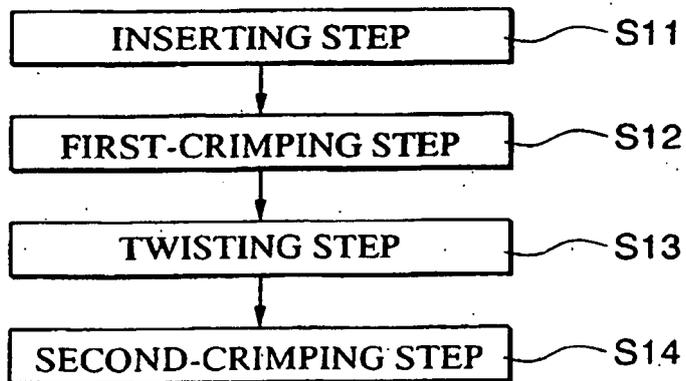 INSERTING STEP S11
FIRST-CRIMPING STEP S12
TWISTING STEP S13
SECOND-CRIMPING STEP S14